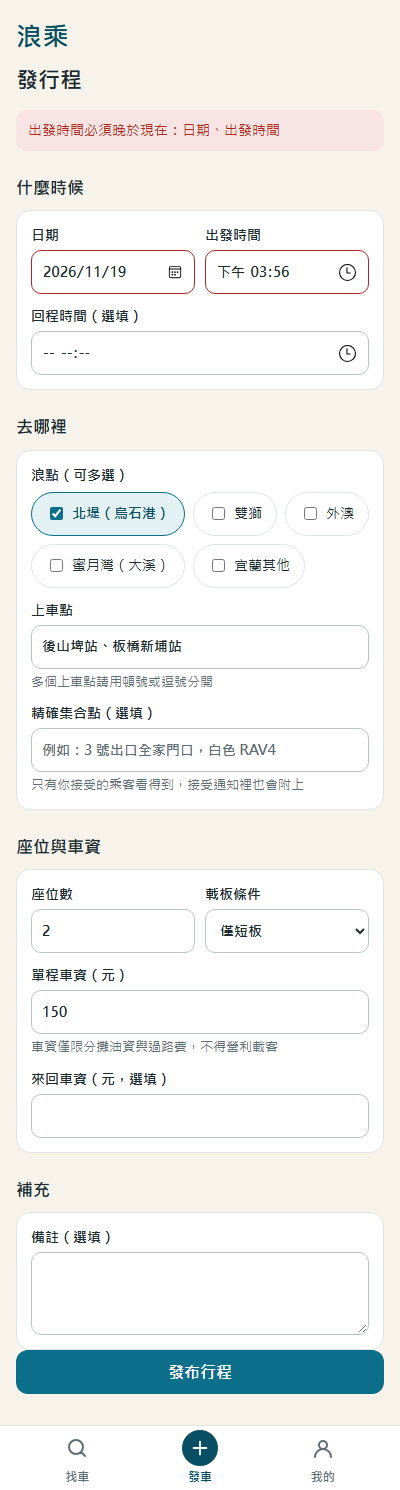 浪乘
發行程
出發時間必須晚於現在：日期、出發時間
什麼時候
日期
出發時間
2026/11/19
下午 03:56
回程時間（選填）
-- --:--
去哪裡
浪點（可多選）
北堤（烏石港）
雙獅
外澳
蜜月灣（大溪）
宜蘭其他
上車點
後山埤站、板橋新埔站
多個上車點請用頓號或逗號分開
精確集合點（選填）
例如：3 號出口全家門口，白色 RAV4
只有你接受的乘客看得到，接受通知裡也會附上
座位與車資
座位數
載板條件
2
僅短板
單程車資（元）
150
車資僅限分攤油資與過路費，不得營利載客
來回車資（元，選填）
補充
備註（選填）
發布行程
找車
發車
我的